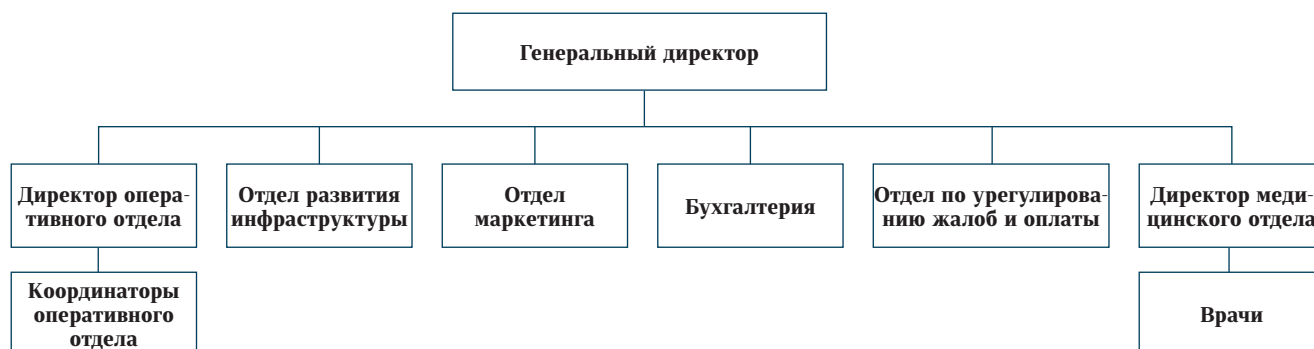 Генеральный директор
Директор опера-
тивного отдела
Отдел развития
инфраструктуры
Отдел
маркетинга
Бухгалтерия
Отдел по урегулирова-
нию жалоб и оплаты
Директор меди-
цинского отдела
Координаторы
оперативного
отдела
Врачи